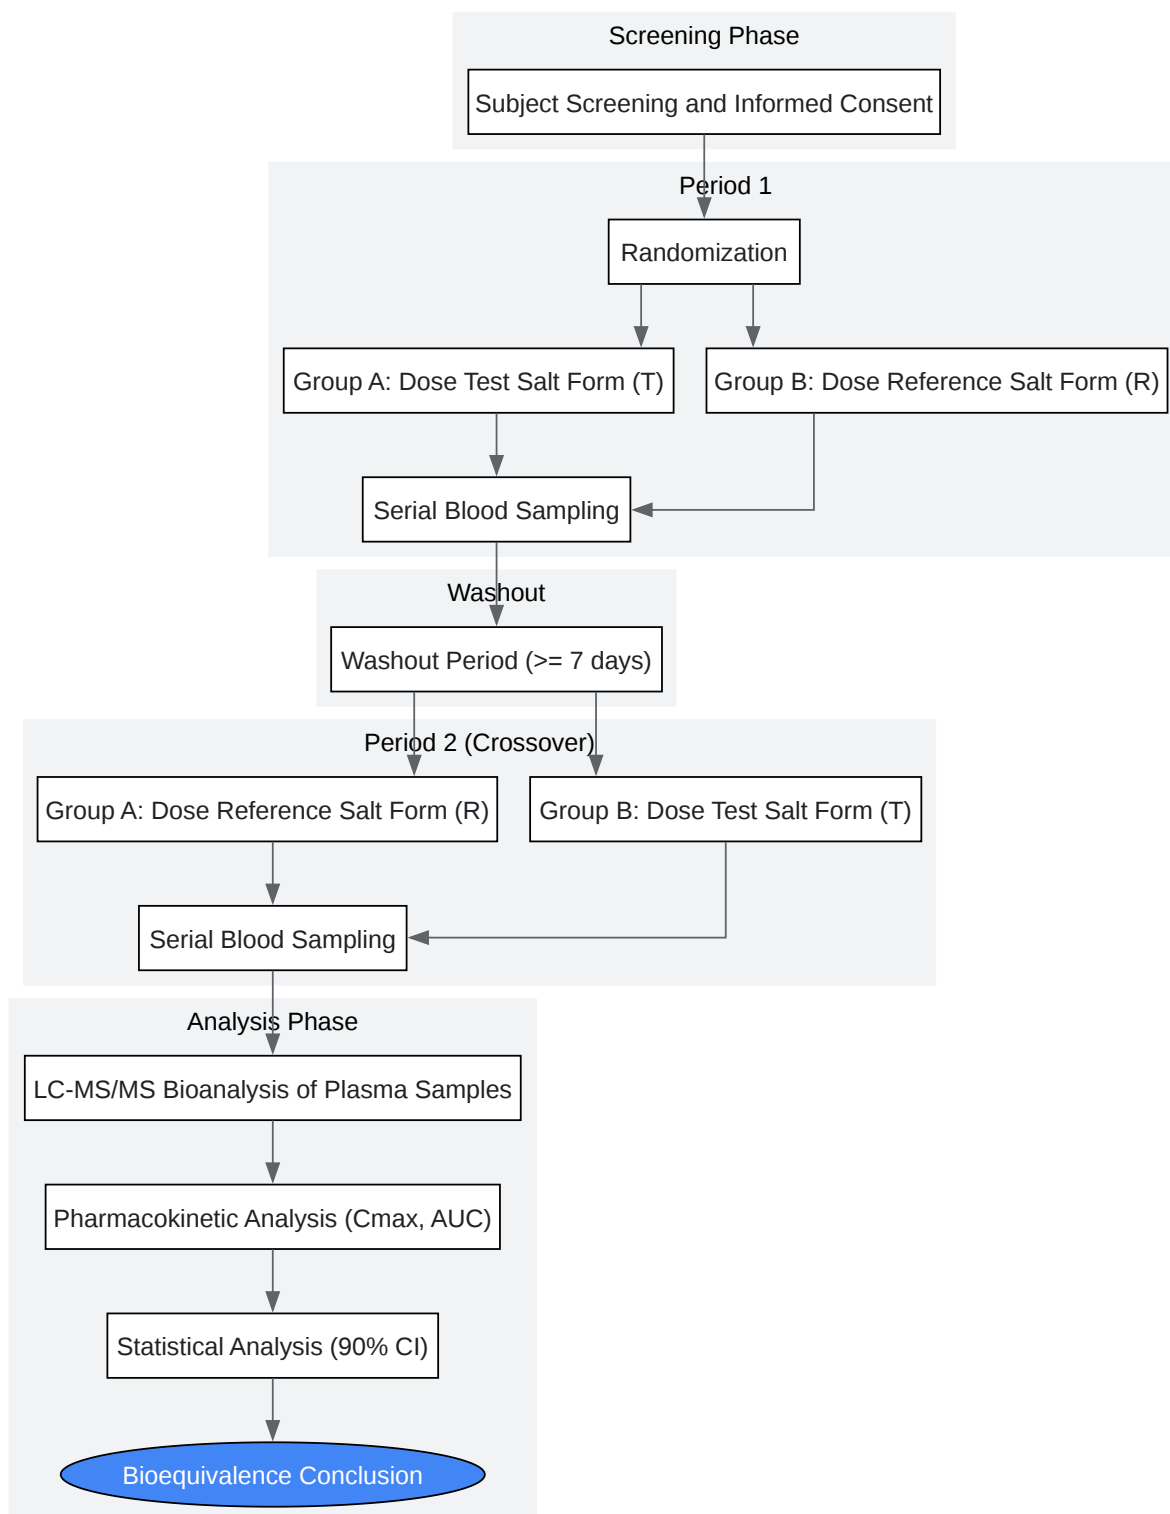 Screening Phase
Subject Screening and Informed Consent
Period 1
Randomization
Group A: Dose Test Salt Form (T)
Group B: Dose Reference Salt Form (R)
Serial Blood Sampling
Washout
Washout Period (>= 7 days)
Period 2 (Crossover)
Group A: Dose Reference Salt Form (R)
Group B: Dose Test Salt Form (T)
Serial Blood Sampling
Analysis Phase
LC-MS/MS Bioanalysis of Plasma Samples
Pharmacokinetic Analysis (Cmax, AUC)
Statistical Analysis (90% CI)
Bioequivalence Conclusion